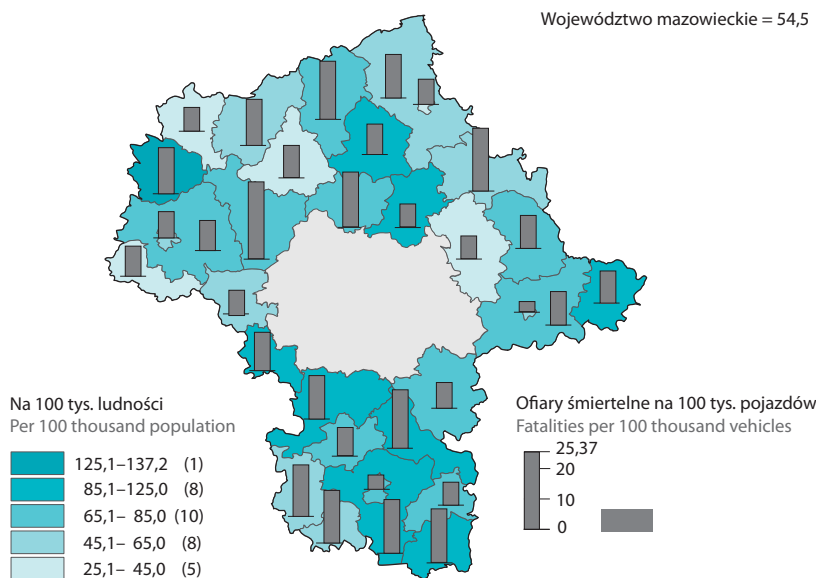 Województwo mazowieckie = 54,5
Na 100 tys. ludności
Per 100 thousand population
125,1–137,2 (1)
85,1–125,0 (8)
65,1– 85,0 (10)
45,1– 65,0 (8)
25,1– 45,0 (5)
Ofiary śmiertelne na 100 tys. pojazdów
Fatalities per 100 thousand vehicles
25,37
20
10
0